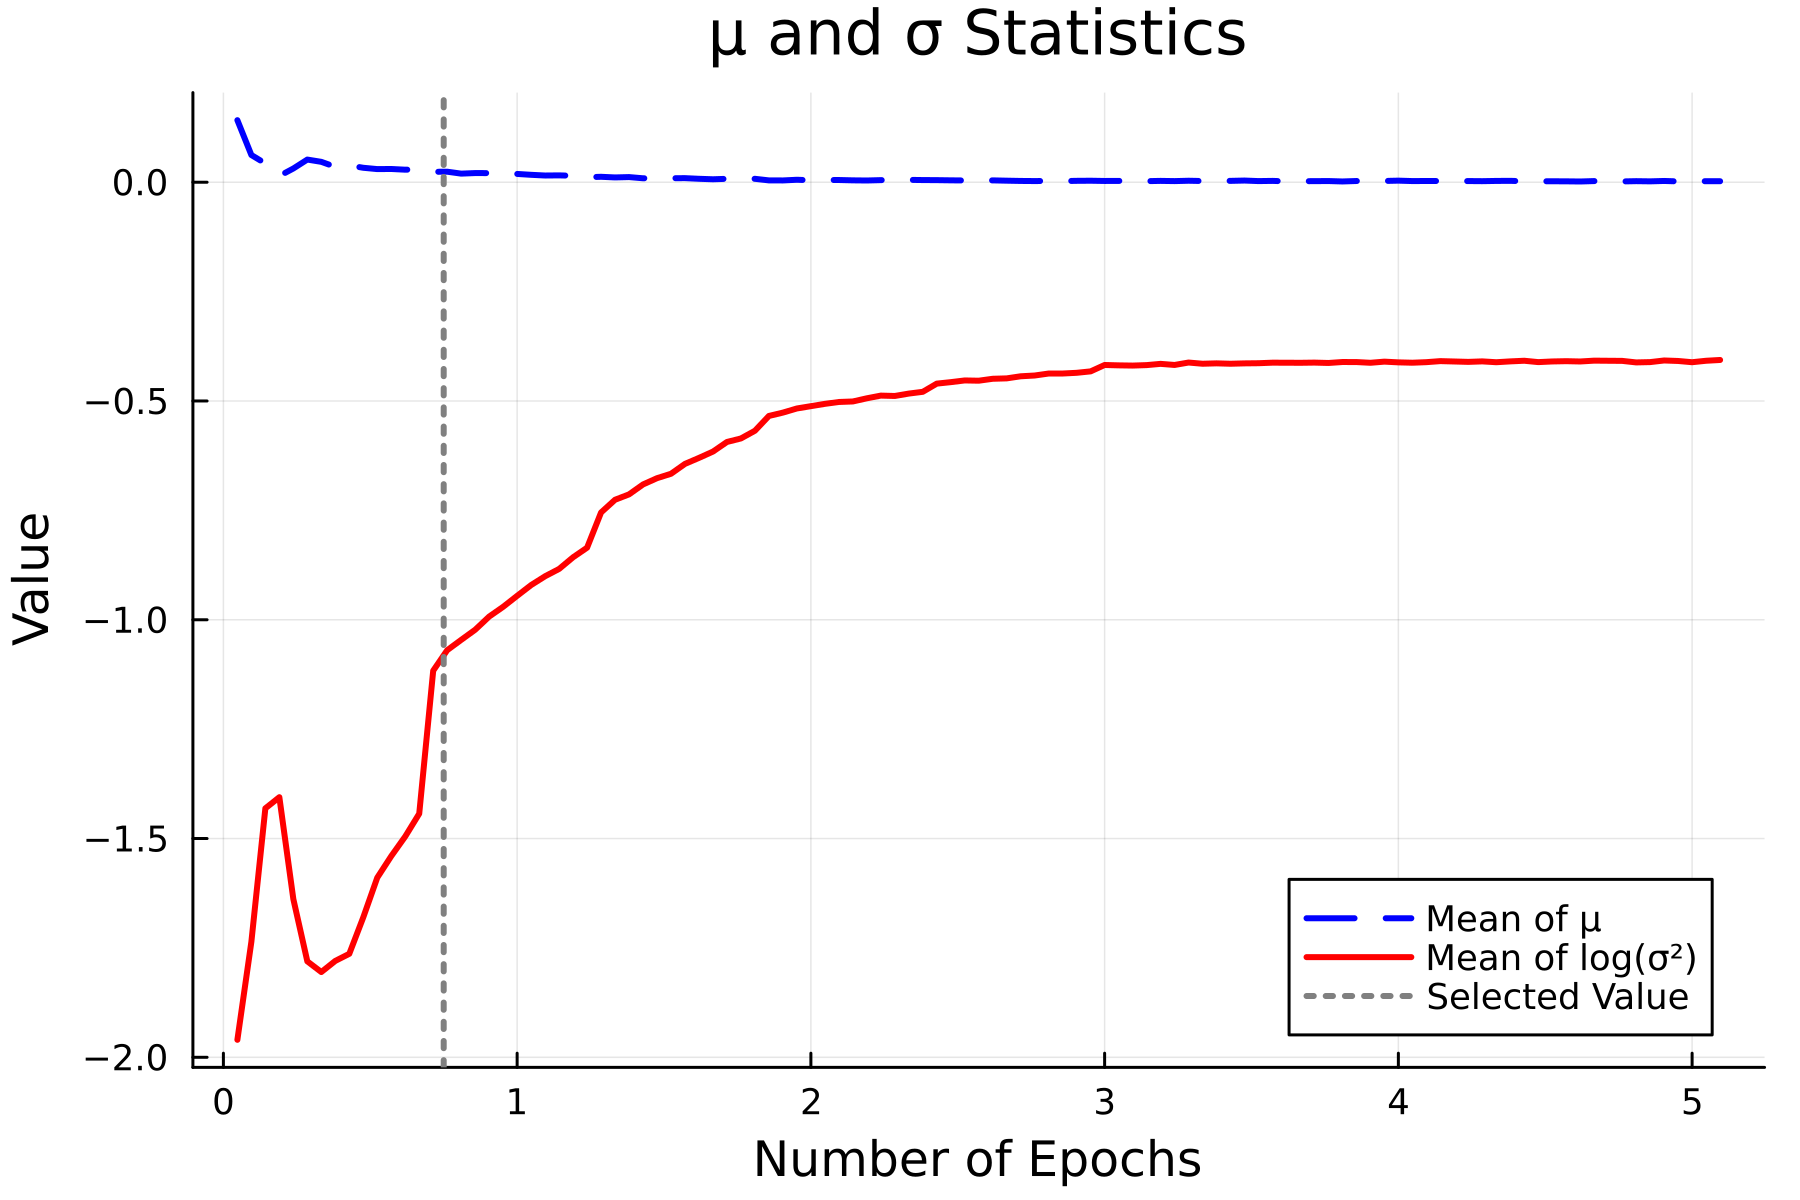 μ and σ Statistics
Value
0.0
−0.5
−1.0
−1.5
−2.0
0 1 2 3 4 5
Number of Epochs
Mean of μ
Mean of log(σ²)
Selected Value